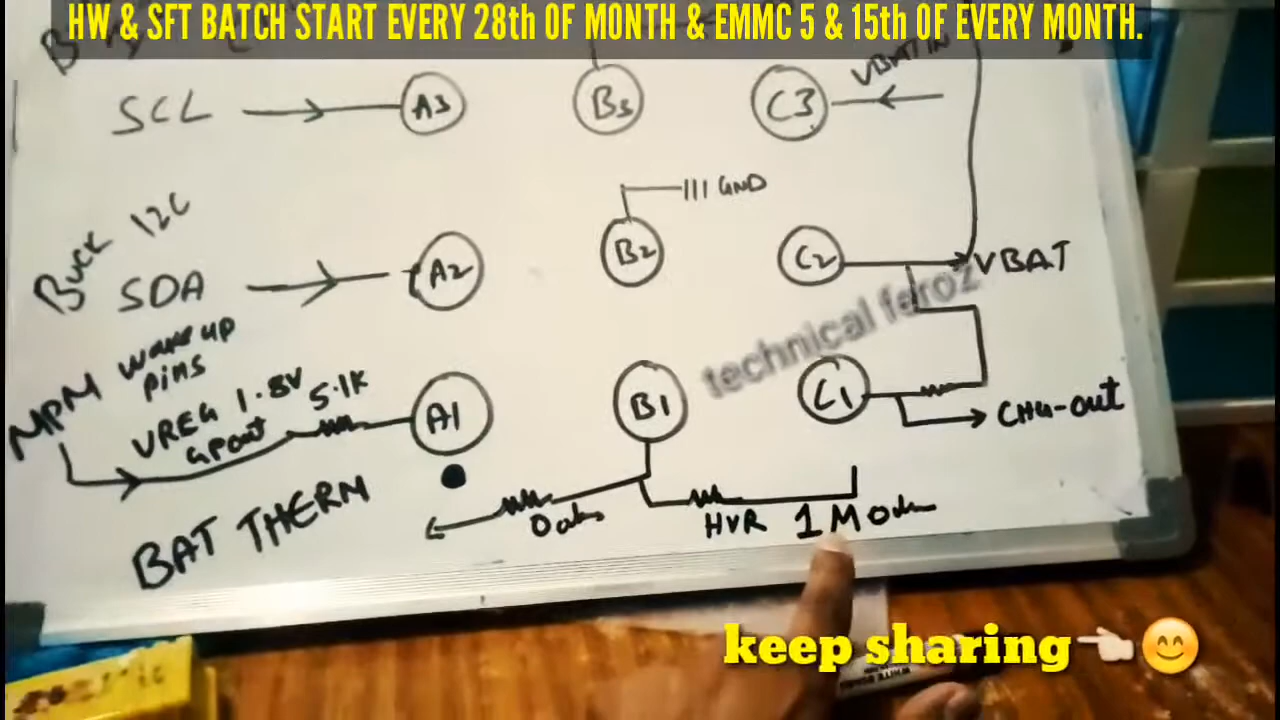 HW & SFT BATCH START EVERY 28th OF MONTH & EMMC 5 & 15th OF EVERY MONTH.
SCL
A3
B3
C3
VBAT IN
Buck I2C
SDA
A2
B2
GND
C2
VBAT
technical feroz
MPM wake up
pins
VREG 1.8V 5.1K
GPout
A1
B1
C1
CHG-OUT
BAT THERM
0 ohm
HVR 1 M ohm
keep sharing
WHITE BOARD